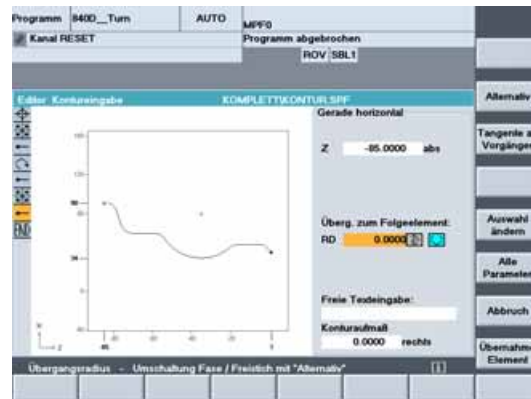 Programm 840D__Turn AUTO MPF0
Kanal RESET Programm abgebrochen
ROV SBL1
Editor Kontureingabe KOMPLETT\KONTUR.SPF
Gerade horizontal
Z -85.0000 abs
Überg. zum Folgeelement:
RD 0.0000
Freie Texteingabe:
Konturaufmaß
0.0000 rechts
END
X
Z
Übergangsradius - Umschaltung Fase / Freistich mit "Alternativ"
Alternativ
Tangente a
Vorgänger
Auswahl
ändern
Alle
Parameter
Abbruch
Übernahme
Element